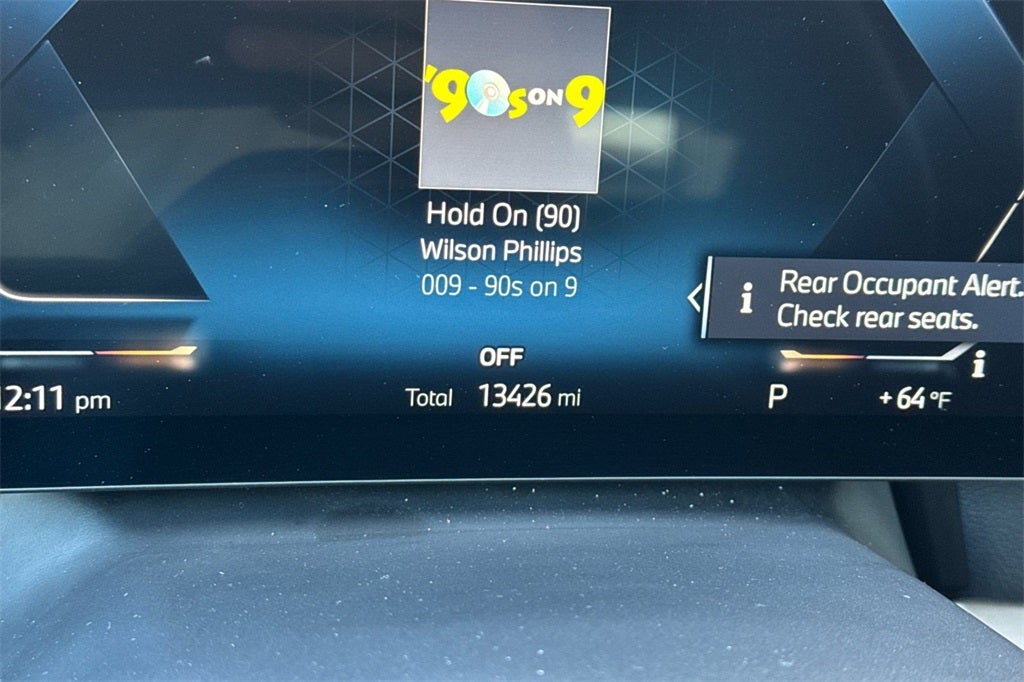 '90s ON 9
Hold On (90)
Wilson Phillips
009 - 90s on 9
Rear Occupant Alert.
Check rear seats.
OFF
12:11 pm
Total 13426 mi
P
+64 °F